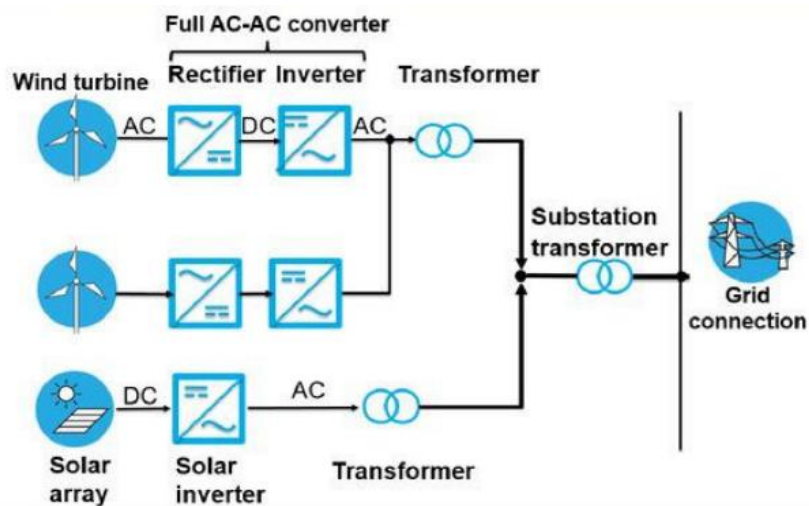 Full AC-AC converter
Rectifier Inverter
Transformer
Wind turbine
AC
DC
AC
Substation
transformer
Grid
connection
DC
AC
Solar
array
Solar
inverter
Transformer